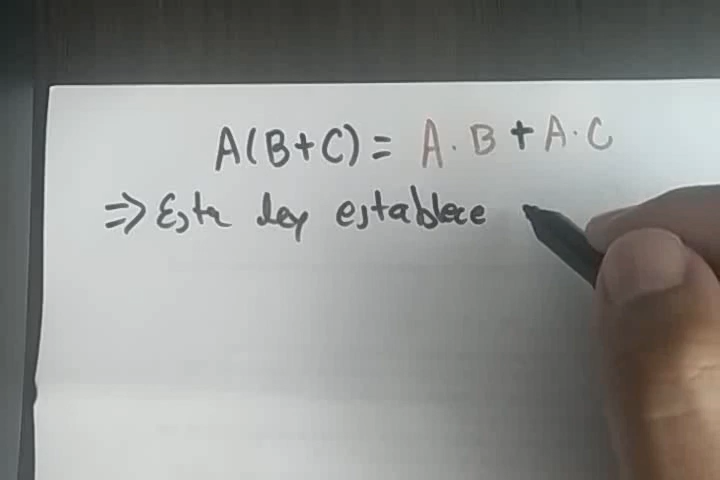 A(B+C) = A·B + A·C
⇒ Esta ley establece